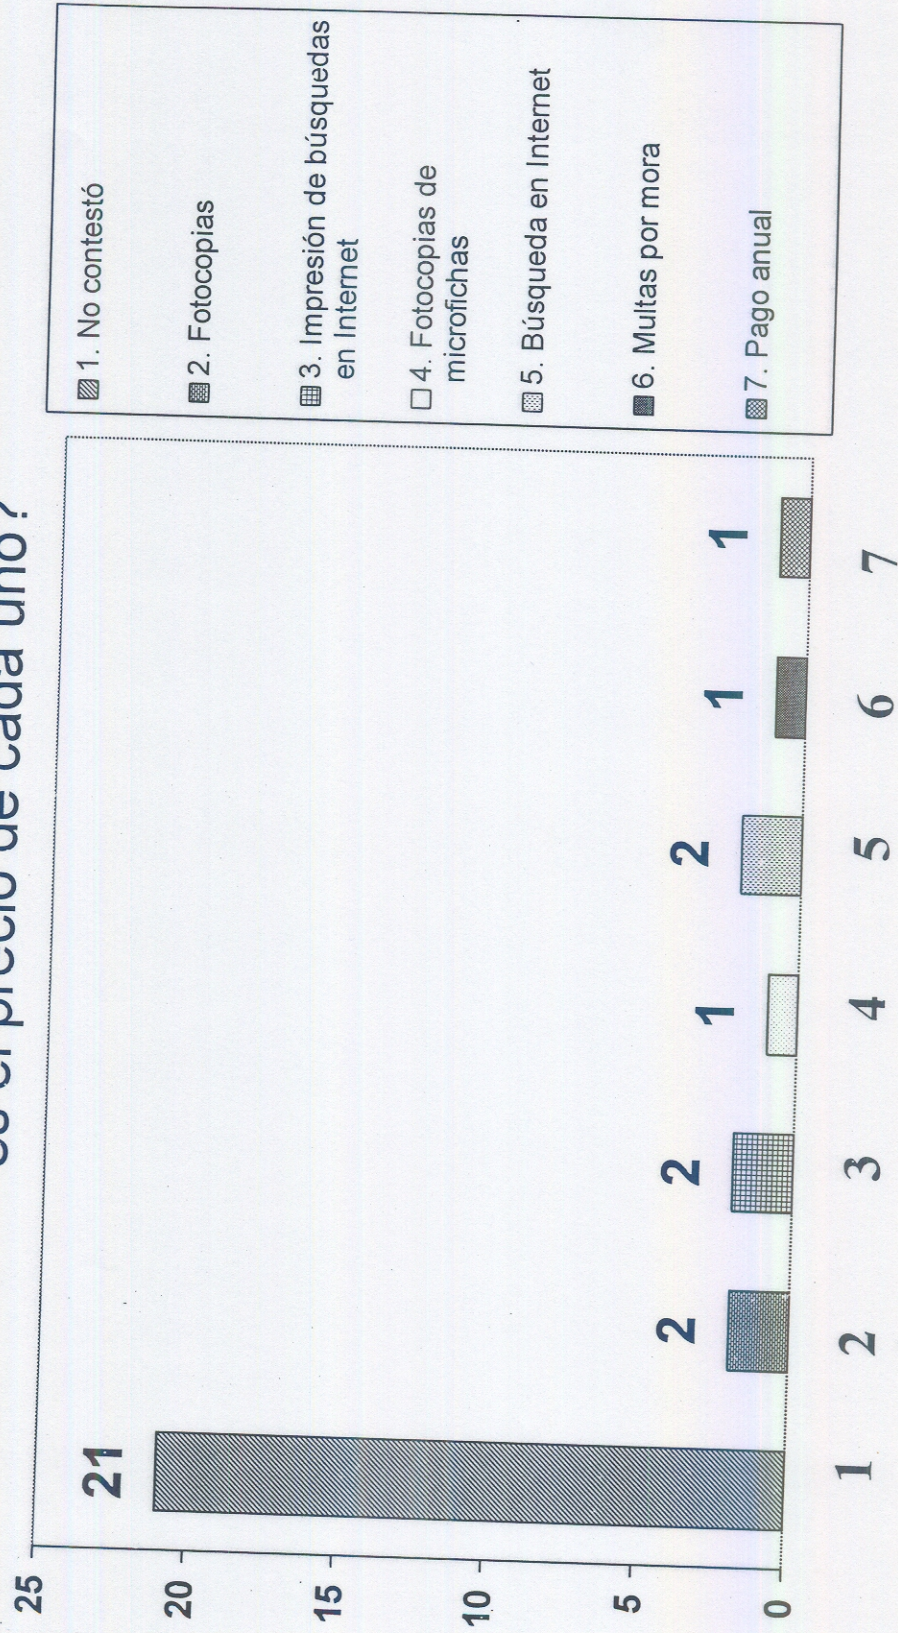 es el precio de cada uno?
25
20
15
10
5
0
21
2
2
1
2
1
1
1
2
3
4
5
6
7
1. No contestó
2. Fotocopias
3. Impresión de búsquedas
en Internet
4. Fotocopias de
microfichas
5. Búsqueda en Internet
6. Multas por mora
7. Pago anual